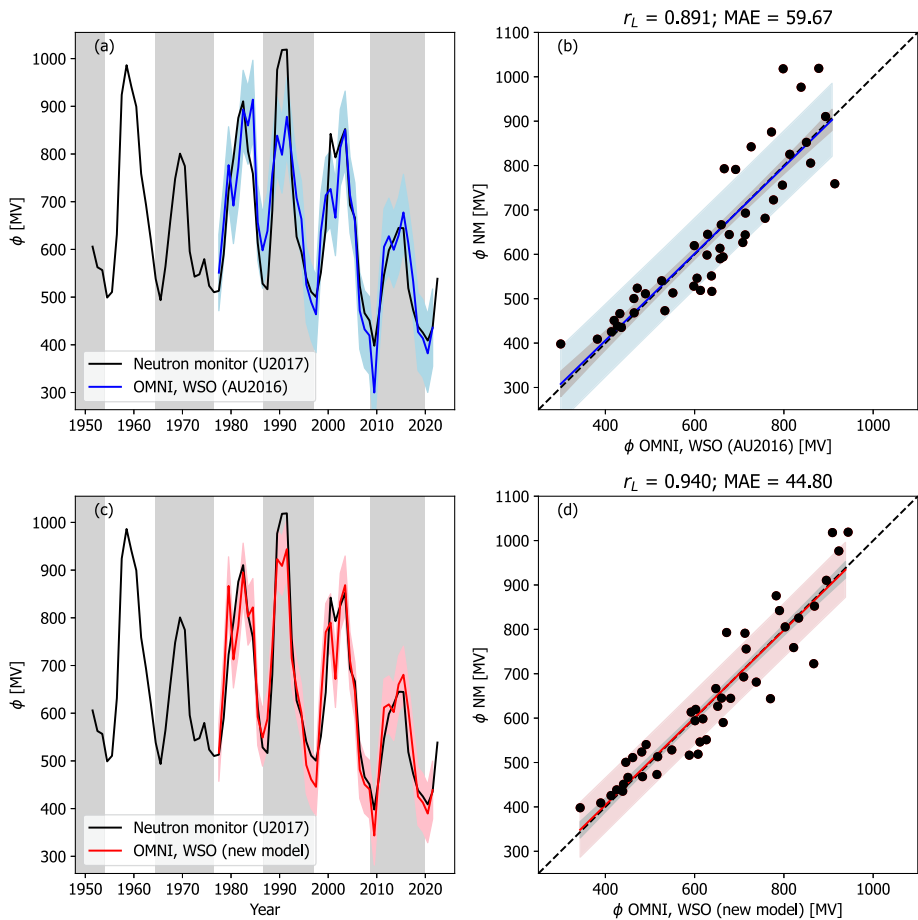 (a)
1000
900
800
700
600
500
400
300
ϕ [MV]
Neutron monitor (U2017)
OMNI, WSO (AU2016)
1950 1960 1970 1980 1990 2000 2010 2020
r_L = 0.891; MAE = 59.67
(b)
1100
1000
900
800
700
600
500
400
300
ϕ NM [MV]
400 600 800 1000
ϕ OMNI, WSO (AU2016) [MV]
(c)
1000
900
800
700
600
500
400
300
ϕ [MV]
Neutron monitor (U2017)
OMNI, WSO (new model)
1950 1960 1970 1980 1990 2000 2010 2020
Year
r_L = 0.940; MAE = 44.80
(d)
1100
1000
900
800
700
600
500
400
300
ϕ NM [MV]
400 600 800 1000
ϕ OMNI, WSO (new model) [MV]